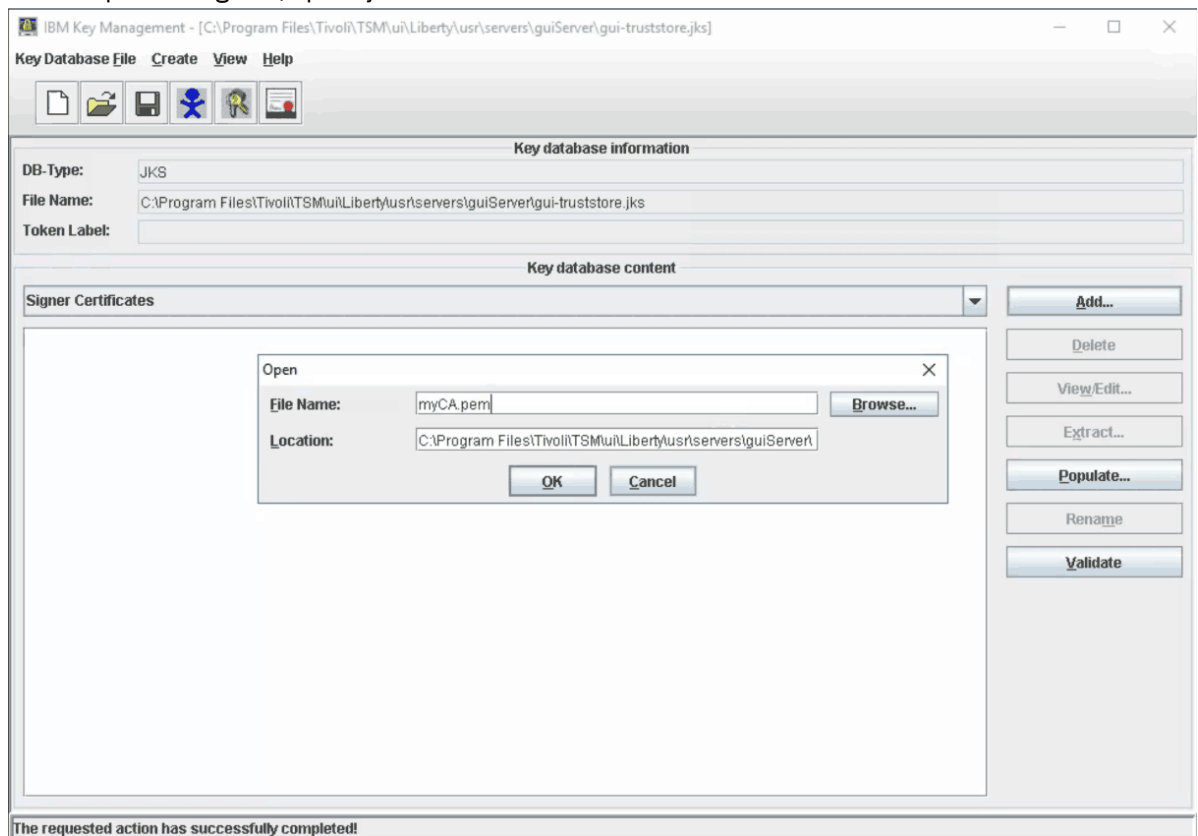 IBM Key Management - [C:\Program Files\Tivoli\TSM\ui\Liberty\usr\servers\guiServer\gui-truststore.jks]
Key Database File Create View Help
Key database information
DB-Type: JKS
File Name: C:\Program Files\Tivoli\TSM\ui\Liberty\usr\servers\guiServer\gui-truststore.jks
Token Label:
Key database content
Signer Certificates
Add...
Delete
View/Edit...
Extract...
Populate...
Rename
Validate
Open
File Name: myCA.pem Browse...
Location: C:\Program Files\Tivoli\TSM\ui\Liberty\usr\servers\guiServer\
OK Cancel
The requested action has successfully completed!